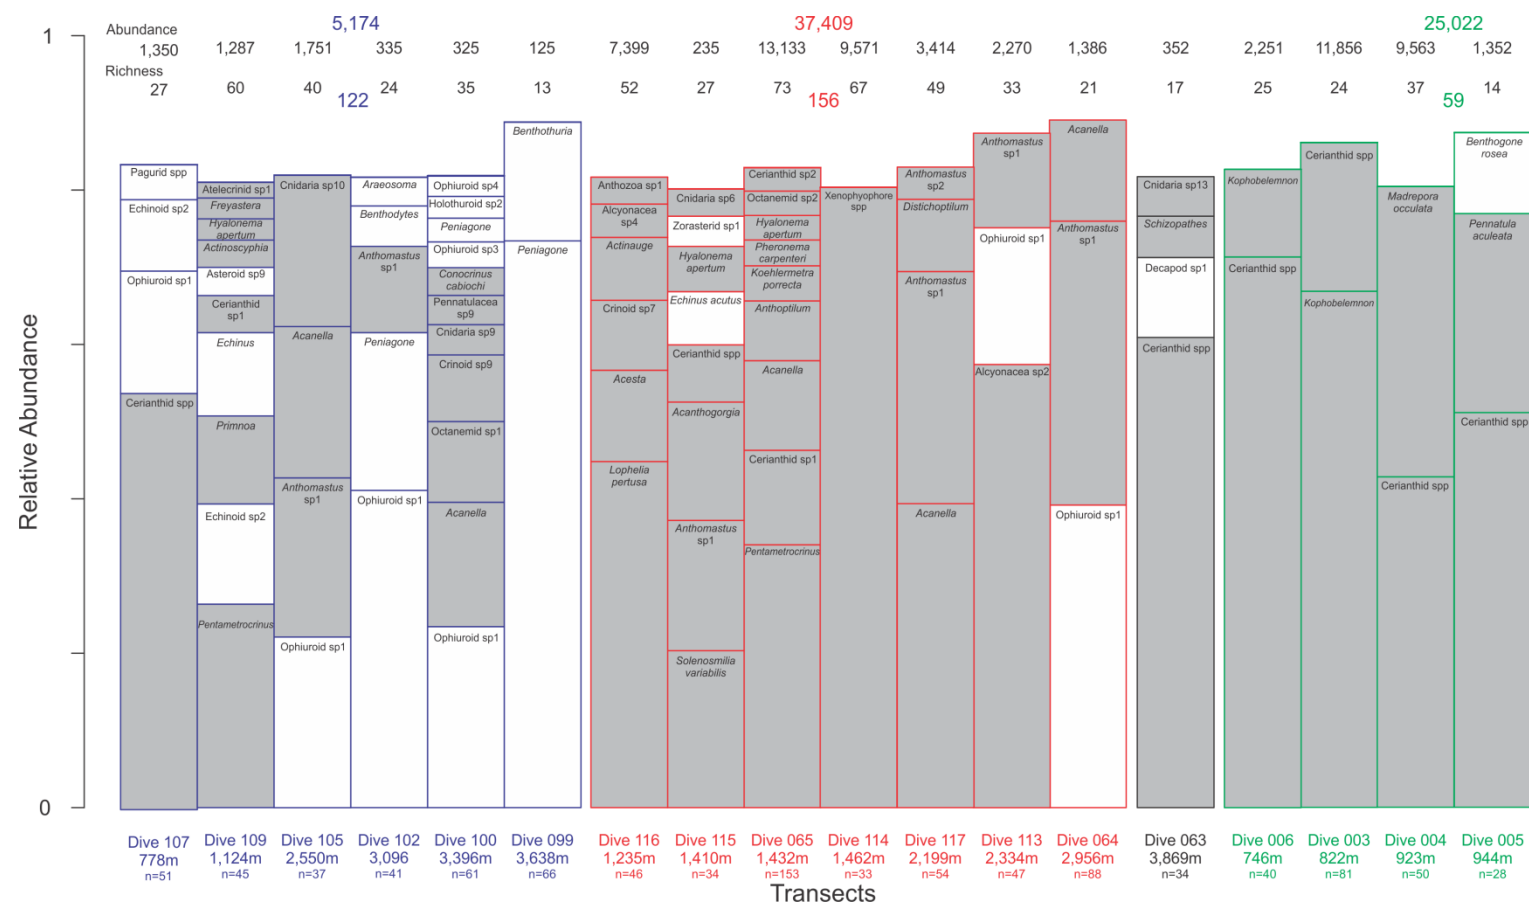 5,174
37,409
25,022
Abundance
1,350 1,287 1,751 335 325 125 7,399 235 13,133 9,571 3,414 2,270 1,386 352 2,251 11,856 9,563 1,352
Richness
27 60 40 24 35 13 52 27 73 67 49 33 21 17 25 24 37 14
122
156
59
1
0
Relative Abundance
Pagurid spp
Echinoid sp2
Ophiuroid sp1
Cerianthid spp
Atelecrinid sp1
Freyastera
Hyalonema
apertum
Actinoscyphia
Asteroid sp9
Cerianthid
sp1
Echinus
Primnoa
Echinoid sp2
Pentametrocrinus
Cnidaria sp10
Acanella
Anthomastus
sp1
Ophiuroid sp1
Araeosoma
Benthodytes
Anthomastus
sp1
Peniagone
Ophiuroid sp1
Ophiuroid sp4
Holothuroid sp2
Peniagone
Ophiuroid sp3
Conocrinus
cabiochi
Pennatulacea
sp9
Cnidaria sp9
Crinoid sp9
Octanemid sp1
Acanella
Ophiuroid sp1
Benthothuria
Peniagone
Anthozoa sp1
Alcyonacea
sp4
Actinauge
Crinoid sp7
Acesta
Lophelia
pertusa
Cnidaria sp6
Zorasterid sp1
Hyalonema
apertum
Echinus acutus
Cerianthid spp
Acanthogorgia
Anthomastus
sp1
Solenosmilia
variabilis
Cerianthid sp2
Octanemid sp2
Hyalonema
apertum
Pheronema
carpenteri
Koehlermetra
porrecta
Anthoptilum
Acanella
Cerianthid sp1
Pentametrocrinus
Xenophyophore
spp
Anthomastus
sp2
Distichoptilum
Anthomastus
sp1
Acanella
Anthomastus
sp1
Ophiuroid sp1
Alcyonacea sp2
Acanella
Anthomastus
sp1
Ophiuroid sp1
Cnidaria sp13
Schizopathes
Decapod sp1
Cerianthid spp
Kophobelemnon
Cerianthid spp
Cerianthid spp
Kophobelemnon
Madrepora
occulata
Cerianthid spp
Benthogone
rosea
Pennatula
aculeata
Cerianthid spp
Dive 107 Dive 109 Dive 105 Dive 102 Dive 100 Dive 099 Dive 116 Dive 115 Dive 065 Dive 114 Dive 117 Dive 113 Dive 064 Dive 063 Dive 006 Dive 003 Dive 004 Dive 005
778m 1,124m 2,550m 3,096 3,396m 3,638m 1,235m 1,410m 1,432m 1,462m 2,199m 2,334m 2,956m 3,869m 746m 822m 923m 944m
n=51 n=45 n=37 n=41 n=61 n=66 n=46 n=34 n=153 n=33 n=54 n=47 n=88 n=34 n=40 n=81 n=50 n=28
Transects